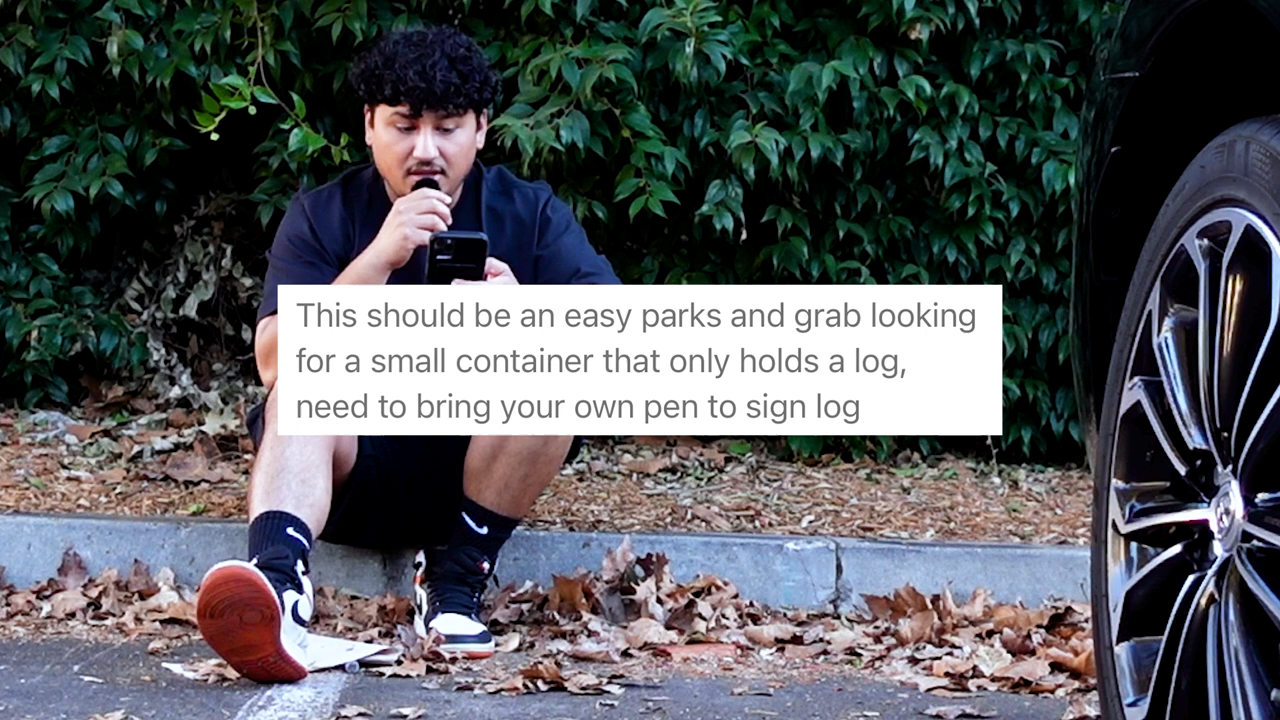 This should be an easy parks and grab looking
for a small container that only holds a log,
need to bring your own pen to sign log